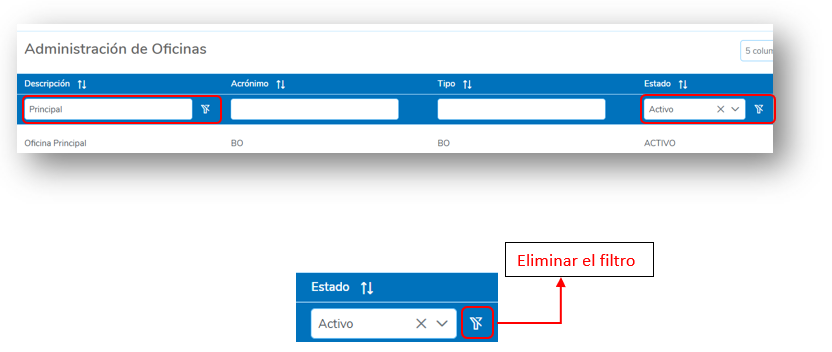 Administración de Oficinas
5 colum
Descripción Acrónimo Tipo Estado
Principal Activo
Oficina Principal BO BO ACTIVO
Eliminar el filtro
Estado
Activo